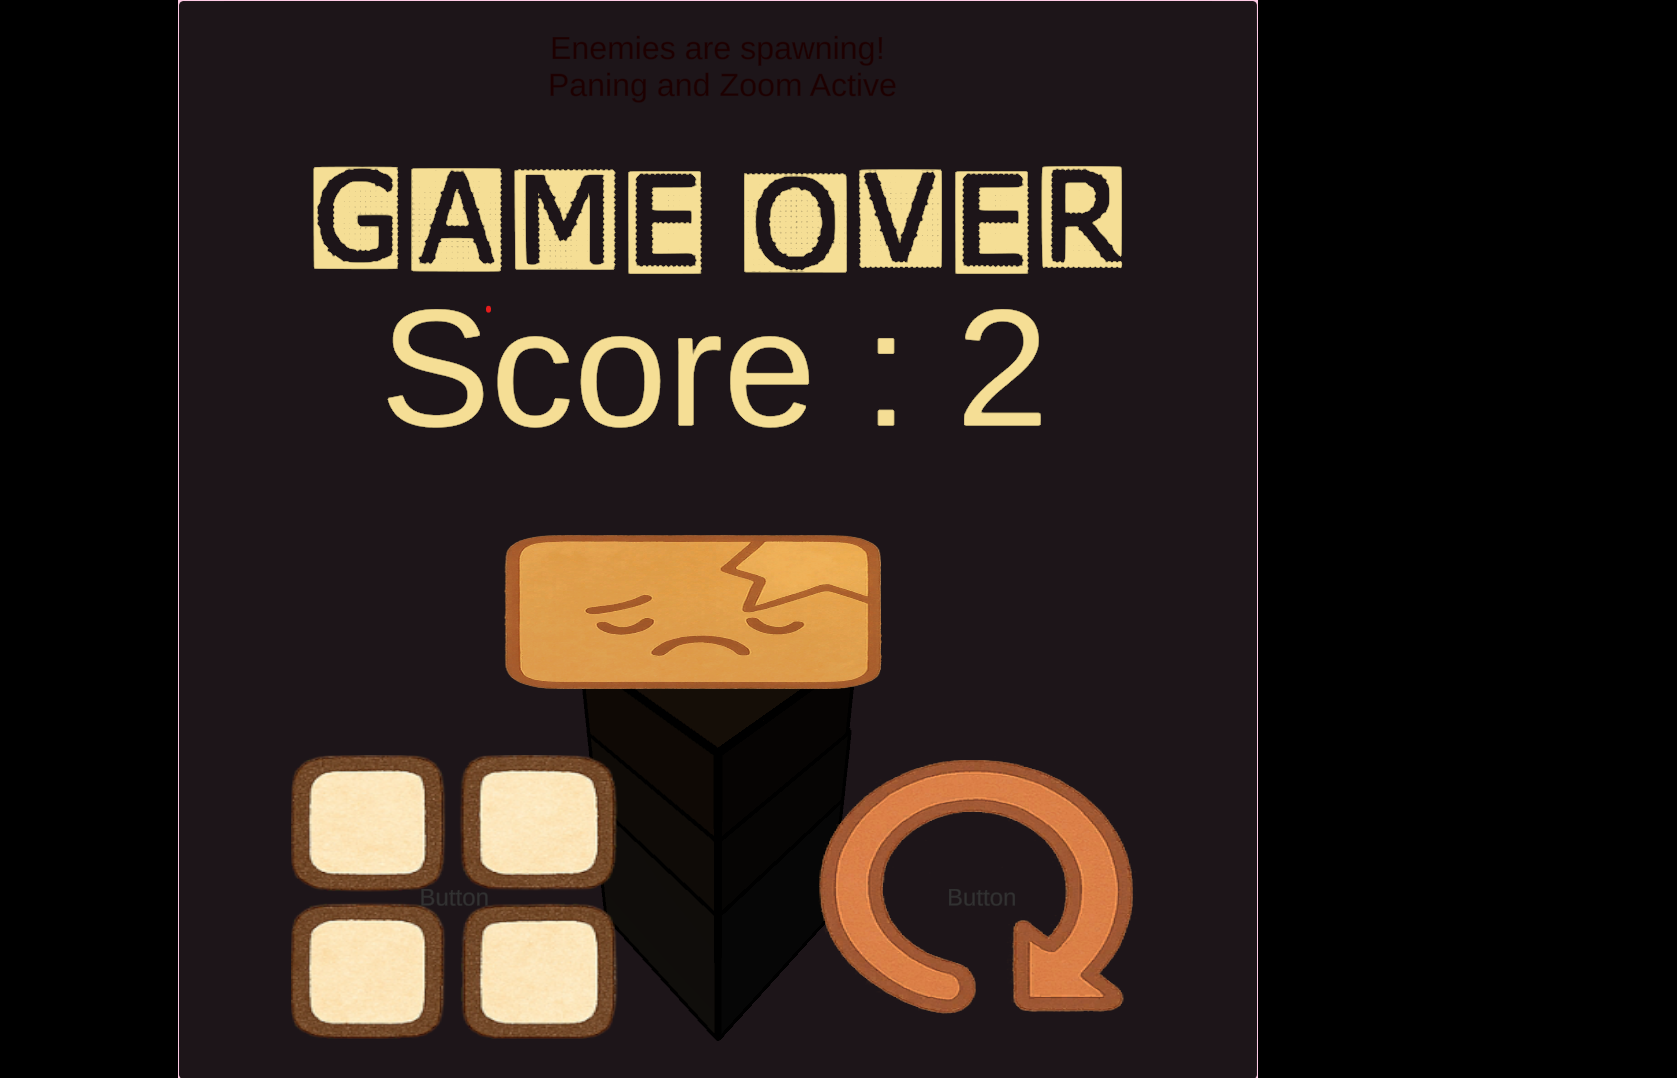 Enemies are spawning!
Paning and Zoom Active
GAME OVER
Score : 2
Button
Button